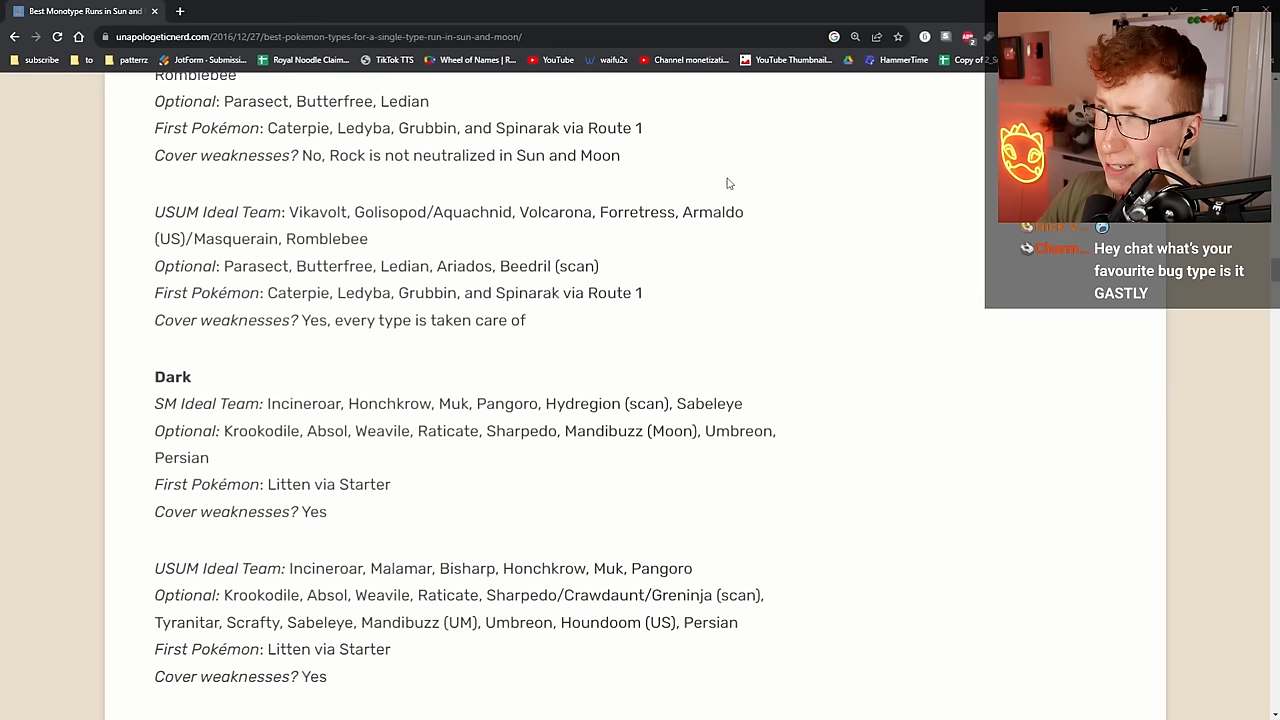 Best Monotype Runs in Sun and
unapologeticnerd.com/2016/12/27/best-pokemon-types-for-a-single-type-run-in-sun-and-moon/
subscribe to patterz JotForm - Submissi... Royal Noodle Claim... TikTok TTS Wheel of Names | R... YouTube waifu2x Channel monetizati... YouTube Thumbnail... HammerTime Copy of 2_S
Romblebee
Optional: Parasect, Butterfree, Ledian
First Pokémon: Caterpie, Ledyba, Grubbin, and Spinarak via Route 1
Cover weaknesses? No, Rock is not neutralized in Sun and Moon
USUM Ideal Team: Vikavolt, Golisopod/Aquachnid, Volcarona, Forretress, Armaldo
(US)/Masquerain, Romblebee
Optional: Parasect, Butterfree, Ledian, Ariados, Beedril (scan)
First Pokémon: Caterpie, Ledyba, Grubbin, and Spinarak via Route 1
Cover weaknesses? Yes, every type is taken care of
Dark
SM Ideal Team: Incineroar, Honchkrow, Muk, Pangoro, Hydregion (scan), Sabeleye
Optional: Krookodile, Absol, Weavile, Raticate, Sharpedo, Mandibuzz (Moon), Umbreon,
Persian
First Pokémon: Litten via Starter
Cover weaknesses? Yes
USUM Ideal Team: Incineroar, Malamar, Bisharp, Honchkrow, Muk, Pangoro
Optional: Krookodile, Absol, Weavile, Raticate, Sharpedo/Crawdaunt/Greninja (scan),
Tyranitar, Scrafty, Sabeleye, Mandibuzz (UM), Umbreon, Houndoom (US), Persian
First Pokémon: Litten via Starter
Cover weaknesses? Yes
Hey chat what's your
favourite bug type is it
GASTLY